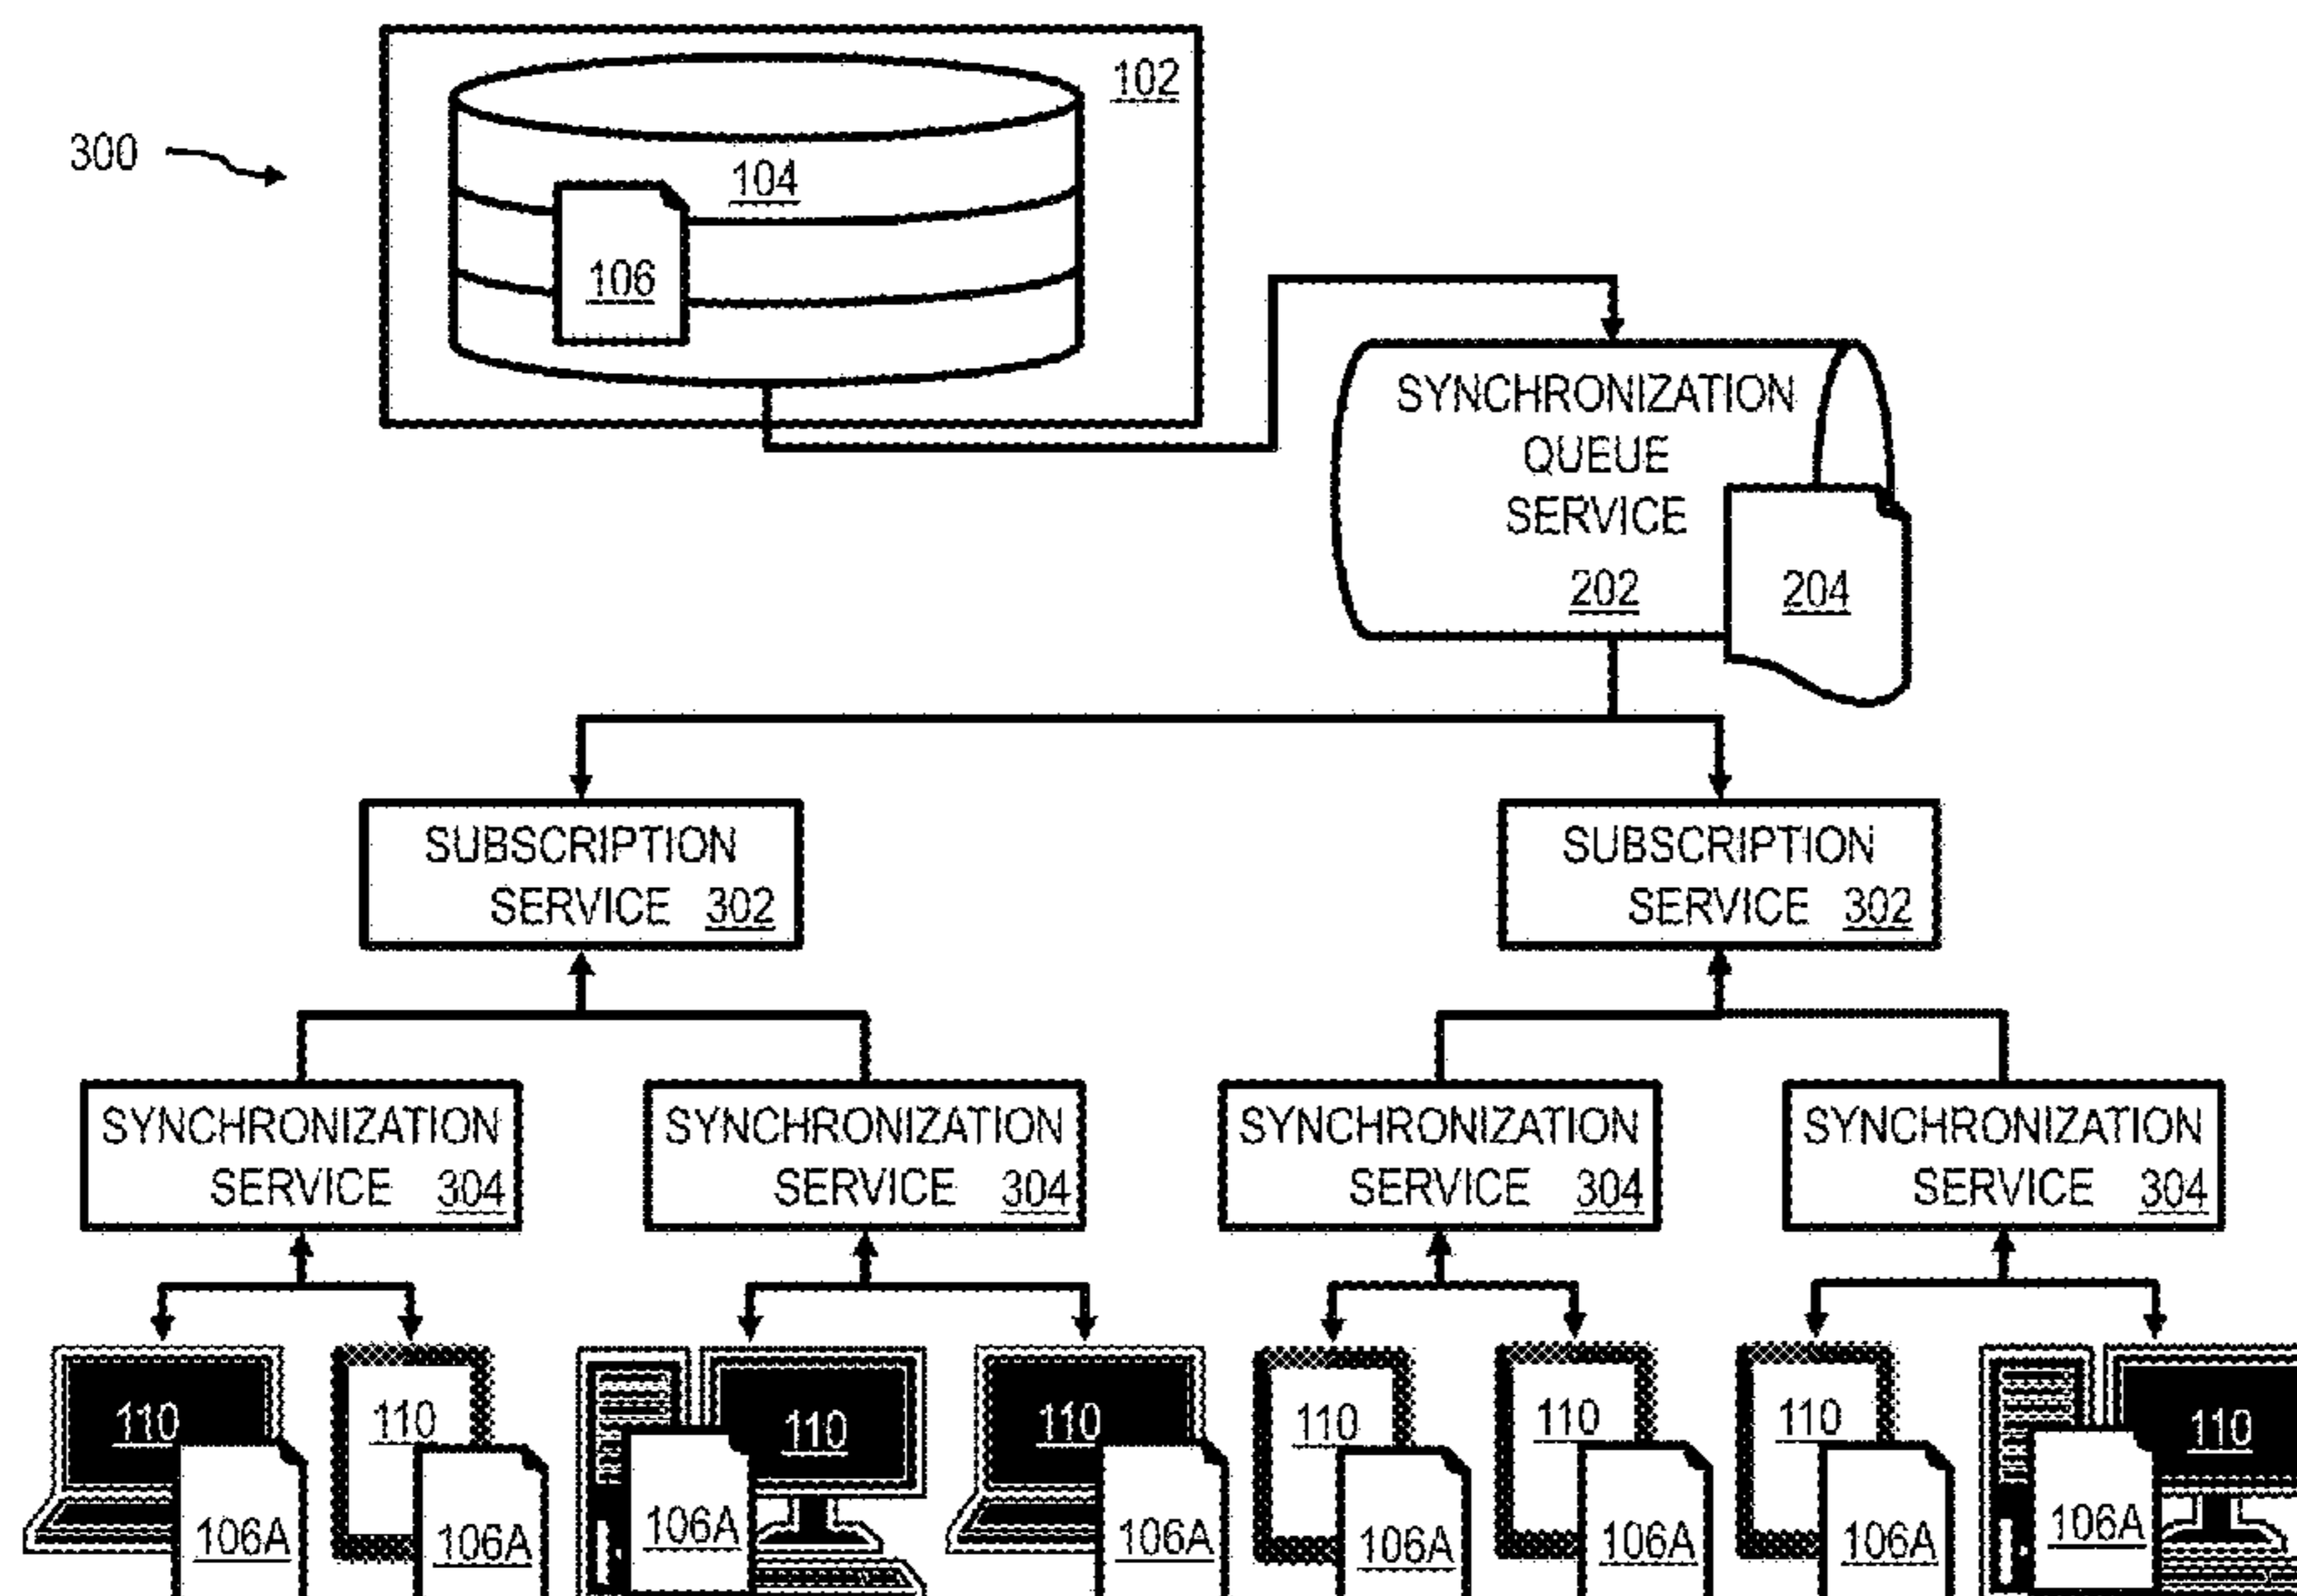 102
300
104
106
SYNCHRONIZATION
QUEUE
SERVICE
202
204
SUBSCRIPTION
SERVICE 302
SUBSCRIPTION
SERVICE 302
SYNCHRONIZATION
SERVICE 304
SYNCHRONIZATION
SERVICE 304
SYNCHRONIZATION
SERVICE 304
SYNCHRONIZATION
SERVICE 304
110
110
110
110
110
110
110
110
106A
106A
106A
106A
106A
106A
106A
106A